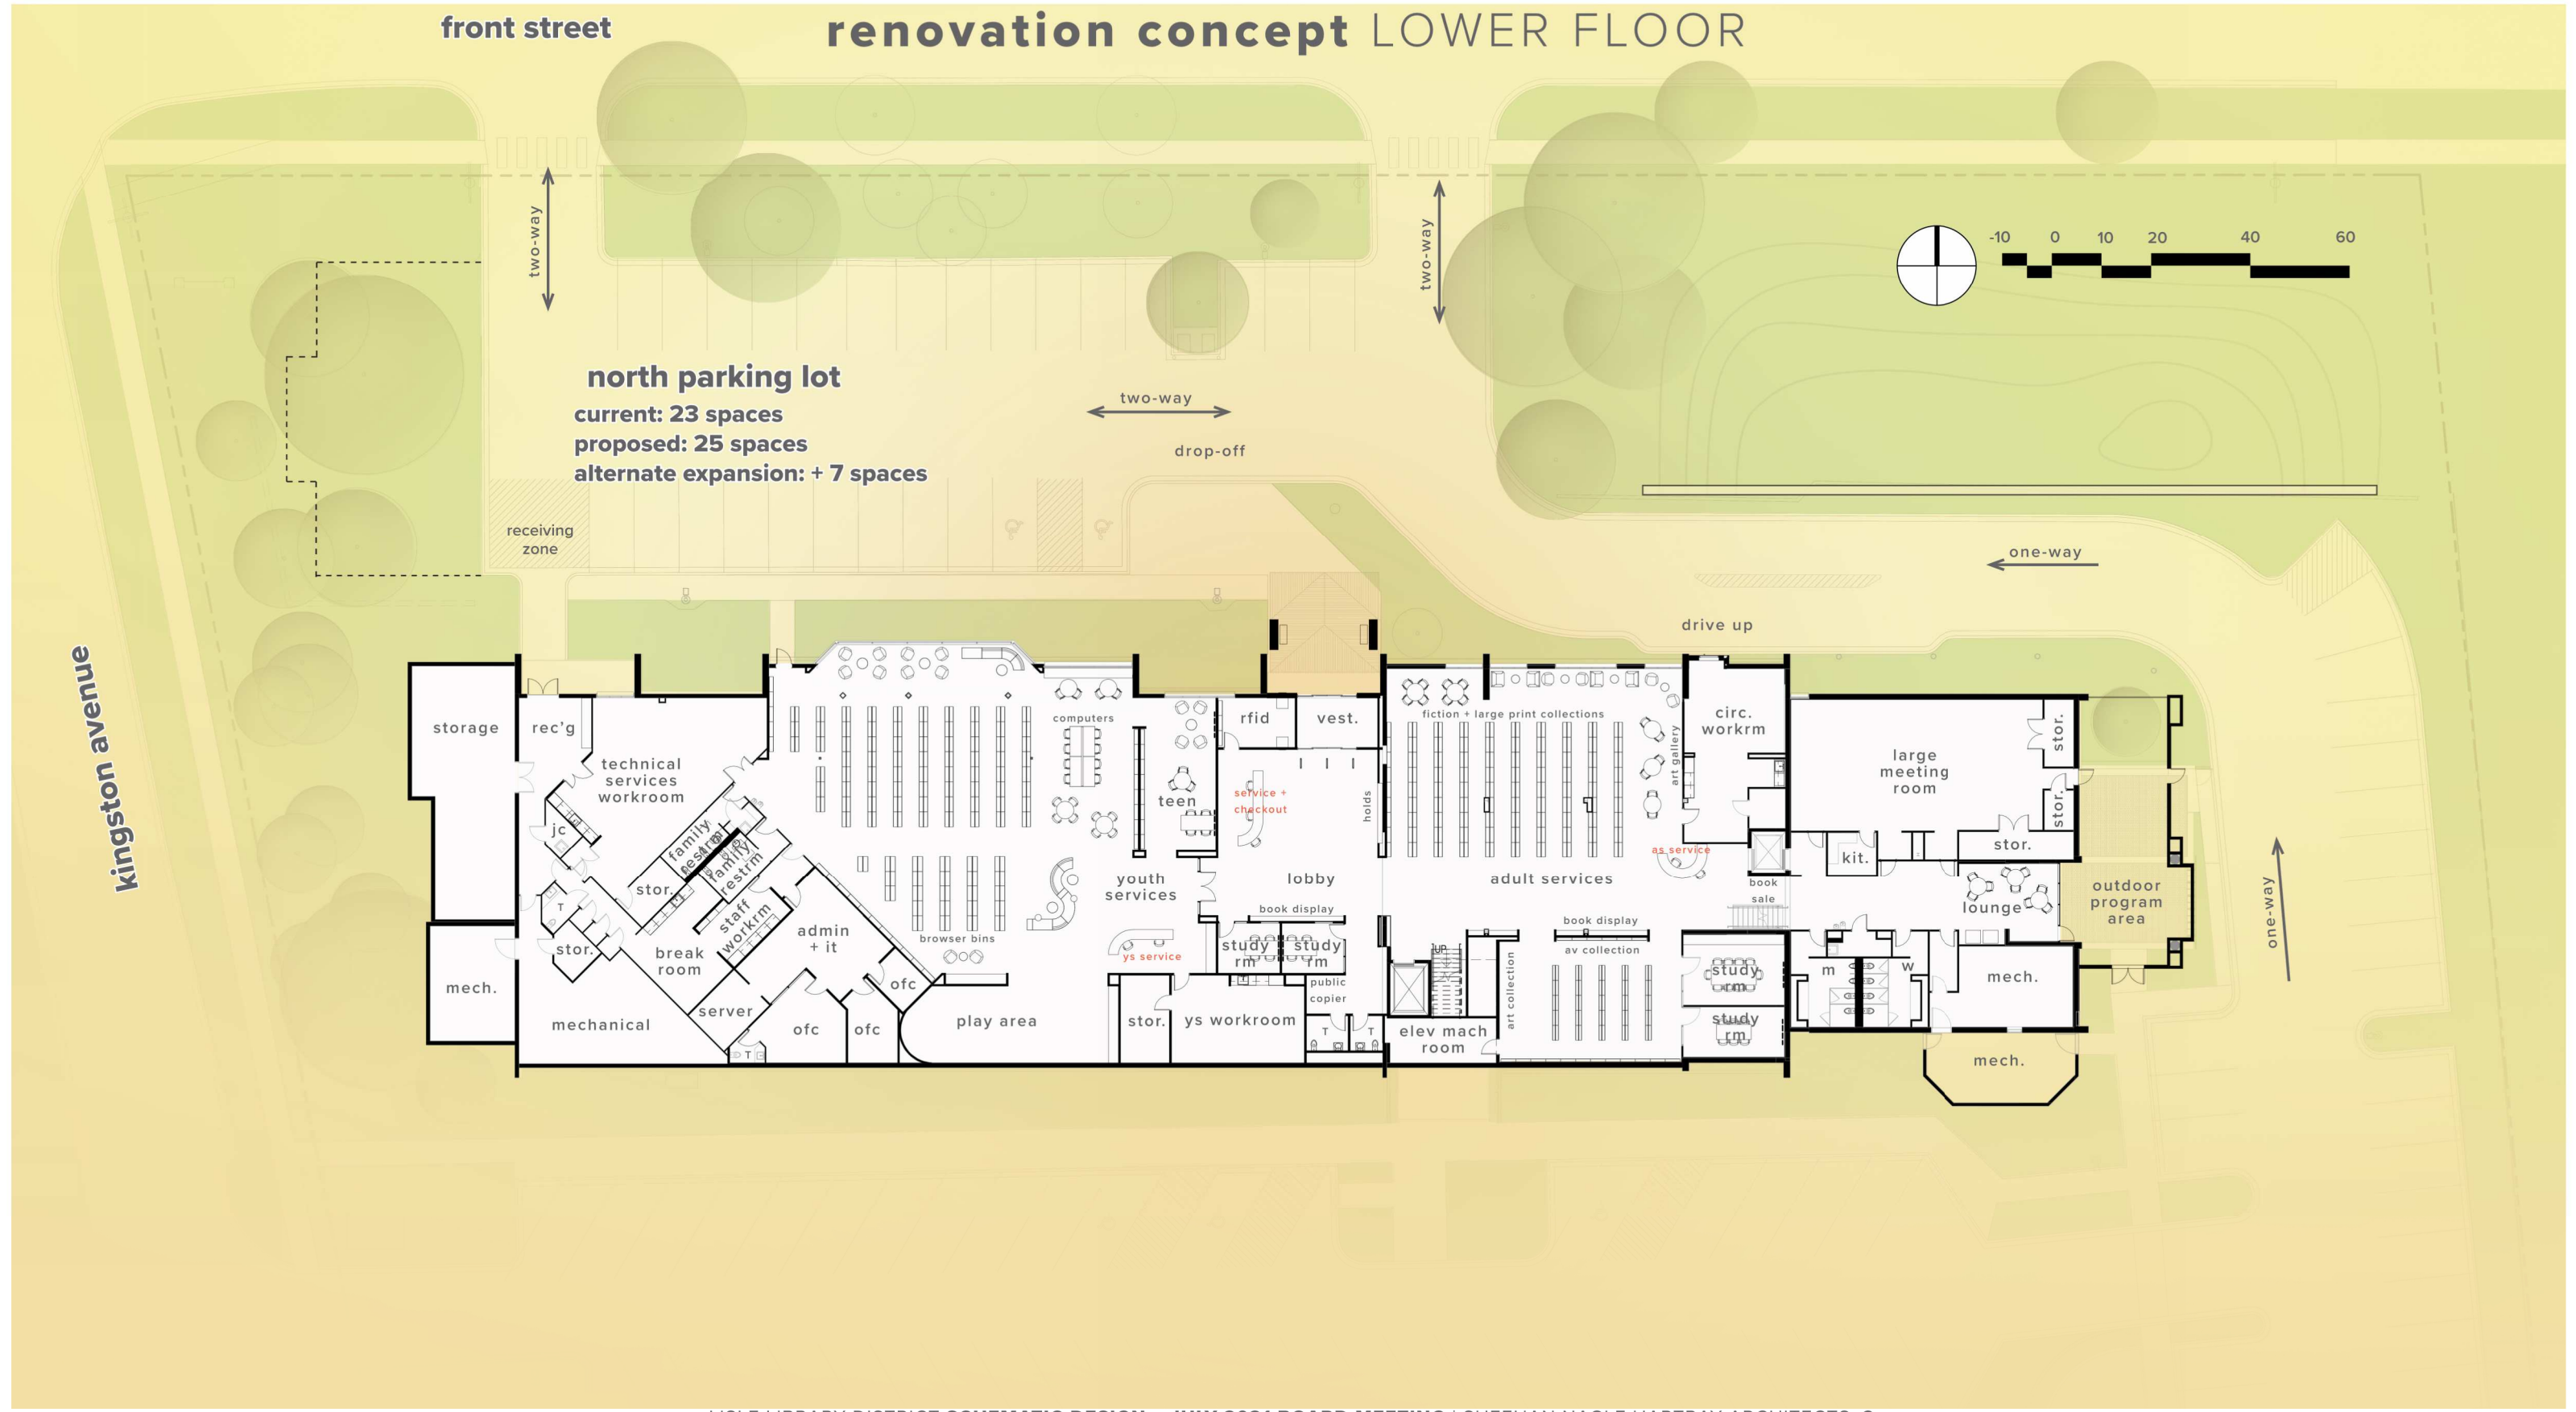 front street
renovation concept LOWER FLOOR
two-way
two-way
-10 0 10 20 40 60
north parking lot
current: 23 spaces
proposed: 25 spaces
alternate expansion: + 7 spaces
two-way
drop-off
receiving
zone
one-way
drive up
kingston avenue
storage
rec'g
technical
services
workroom
jc
family
restrm
family
restrm
stor.
T
stor.
staff
workrm
break
room
admin
+ it
mech.
mechanical
server
ofc
ofc
ofc
T
computers
teen
youth
services
browser bins
ys service
play area
stor.
ys workroom
rfid
vest.
service +
checkout
holds
lobby
book display
study
rm
study
rm
public
copier
T
T
fiction + large print collections
art gallery
as service
adult services
book display
av collection
art collection
UP
elev mach
room
study
rm
study
rm
circ.
workrm
book
sale
large
meeting
room
stor.
stor.
stor.
kit.
lounge
outdoor
program
area
m
w
mech.
mech.
one-way